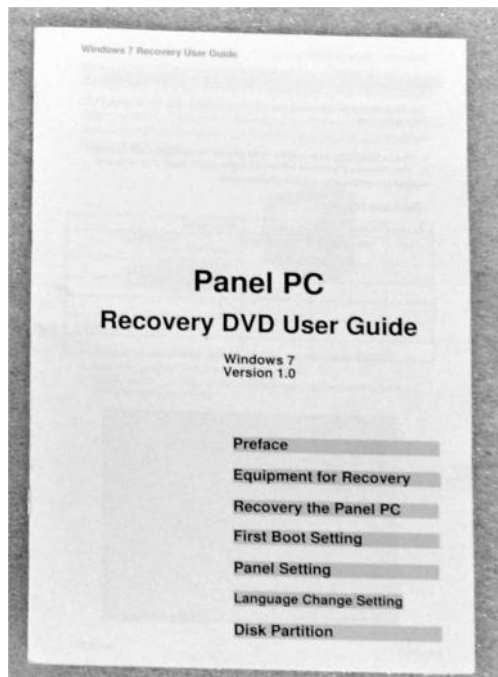 Windows 7 Recovery User Guide
Panel PC
Recovery DVD User Guide
Windows 7
Version 1.0
Preface
Equipment for Recovery
Recovery the Panel PC
First Boot Setting
Panel Setting
Language Change Setting
Disk Partition